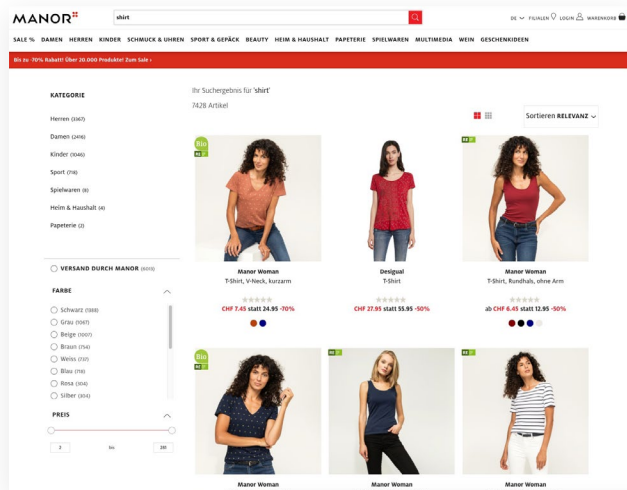 MANOR
shirt
DE
FILIALEN
LOGIN
WARENKORB
SALE % DAMEN HERREN KINDER SCHMUCK & UHREN SPORT & GEPÄCK BEAUTY HEIM & HAUSHALT PAPETERIE SPIELWAREN MULTIMEDIA WEIN GESCHENKIDEEN
Bis zu -70% Rabatt! Über 20.000 Produkte! Zum Sale ›
KATEGORIE
Herren (3367)
Damen (2416)
Kinder (1046)
Sport (718)
Spielwaren (9)
Heim & Haushalt (4)
Papeterie (2)
VERSAND DURCH MANOR
FARBE
Schwarz (1988)
Grau (1067)
Beige (1007)
Braun (754)
Weiss (737)
Blau (719)
Rosa (304)
Silber (304)
PREIS
2 bis
Ihr Suchergebnis für 'shirt'
7428 Artikel
Sortieren RELEVANZ
Bio
Manor Woman
T-Shirt, V-Neck, kurzarm
CHF 7.45 statt 24.95 -70%
Desigual
T-Shirt
CHF 27.95 statt 55.95 -50%
Manor Woman
T-Shirt, Rundhals, ohne Arm
ab CHF 6.45 statt 12.95 -50%
Bio
Manor Woman
Manor Woman
Manor Woman